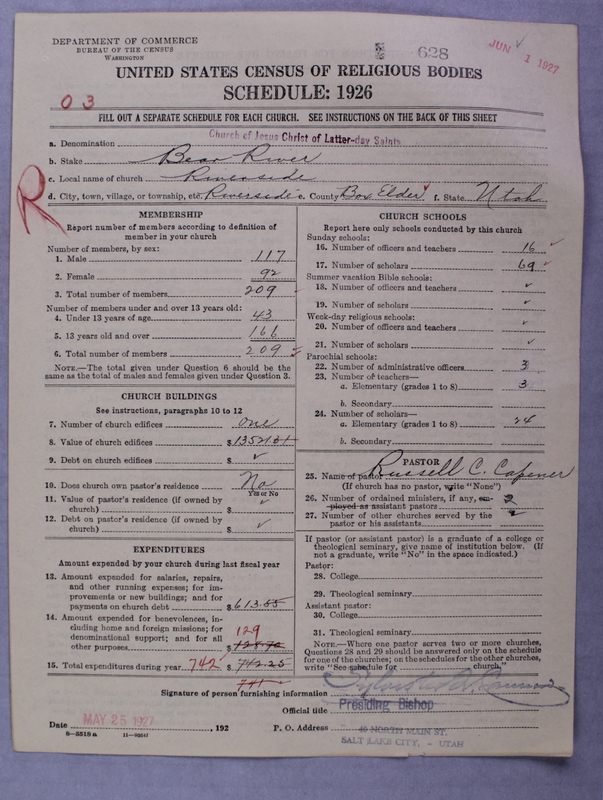 DEPARTMENT OF COMMERCE
BUREAU OF THE CENSUS
WASHINGTON
628
JUN 1 1927
UNITED STATES CENSUS OF RELIGIOUS BODIES
SCHEDULE: 1926
0 3
FILL OUT A SEPARATE SCHEDULE FOR EACH CHURCH. SEE INSTRUCTIONS ON THE BACK OF THIS SHEET
a. Denomination Church of Jesus Christ of Latter-day Saints
b. Stake Bear River
c. Local name of church Riverside
d. City, town, village, or township, etc. Riverside e. County Box Elder f. State Utah
R
MEMBERSHIP
Report number of members according to definition of
member in your church
Number of members, by sex:
1. Male 117
2. Female 92
3. Total number of members 209
Number of members under and over 13 years old:
4. Under 13 years of age 43
5. 13 years old and over 166
6. Total number of members 209
NOTE.—The total given under Question 6 should be
same as the total of males and females given under Question 3.
CHURCH BUILDINGS
See instructions, paragraphs 10 to 12
7. Number of church edifices One
8. Value of church edifices $
9. Debt on church edifices $ ✓
10. Does church own pastor's residence No
Yes or No
11. Value of pastor's residence (if owned by
church) $ ✓
12. Debt on pastor's residence (if owned by
church) $ ✓
EXPENDITURES
Amount expended by your church during last fiscal year
13. Amount expended for salaries, repairs,
and other running expenses; for im-
provements or new buildings; and for
payments on church debt $613.55
14. Amount expended for benevolences, in-
cluding home and foreign missions; for
denominational support; and for all
other purposes $ 129 128.70
15. Total expenditures during year 742 $ 742.25
741
CHURCH SCHOOLS
Report here only schools conducted by this church
Sunday schools:
16. Number of officers and teachers 16
17. Number of scholars 69
Summer vacation Bible schools:
18. Number of officers and teachers ✓
19. Number of scholars ✓
Week-day religious schools:
20. Number of officers and teachers ✓
21. Number of scholars ✓
Parochial schools:
22. Number of administrative officers 3
23. Number of teachers—
a. Elementary (grades 1 to 8) 3
b. Secondary
24. Number of scholars—
a. Elementary (grades 1 to 8) 24
b. Secondary
PASTOR
25. Name of pastor Russell C. Capener
(If church has no pastor, write "None")
26. Number of ordained ministers, if any, em-
ployed as assistant pastors 2
27. Number of other churches served by the
pastor or his assistants
If pastor (or assistant pastor) is a graduate of a college or
theological seminary, give name of institution below. (If
not a graduate, write "No" in the space indicated.)
Pastor:
28. College
29. Theological seminary
Assistant pastor:
30. College
31. Theological seminary
NOTE.—Where one pastor serves two or more churches,
Questions 28 and 29 should be answered only on the schedule
for one of the churches; on the schedules for the other churches,
write "See schedule for church."
Signature of person furnishing information
Official title Presiding Bishop
Date MAY 25 1927, 192 P. O. Address 40 NORTH MAIN ST.
SALT LAKE CITY, - UTAH